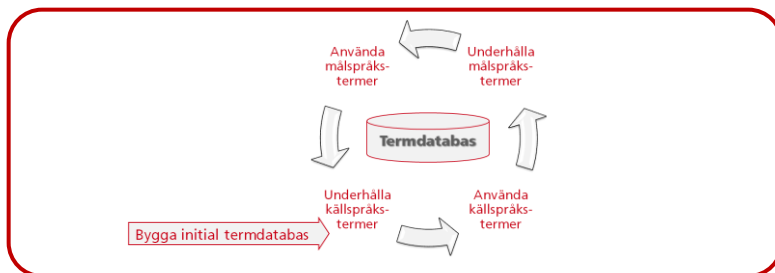 Använda
målspråks-
termer
Underhålla
målspråks-
termer
Termdatabas
Underhålla
källspråks-
termer
Använda
källspråks-
termer
Bygga initial termdatabas